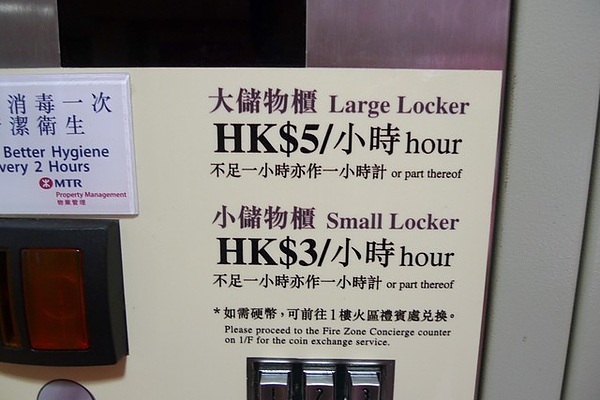 消毒一次
潔衛生
Better Hygiene
very 2 Hours
MTR
Property Management
物業管理
大儲物櫃 Large Locker
HK$5/小時 hour
不足一小時亦作一小時計 or part thereof
小儲物櫃 Small Locker
HK$3/小時 hour
不足一小時亦作一小時計 or part thereof
*如需硬幣，可前往1樓火區禮賓處兌換。
Please proceed to the Fire Zone Concierge counter
on 1/F for the coin exchange service.